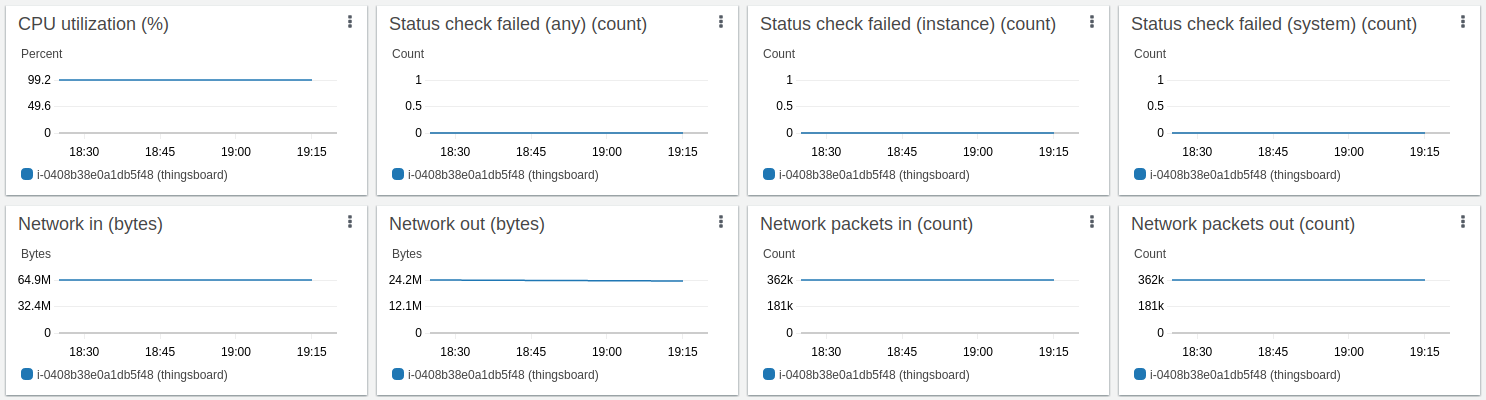 CPU utilization (%)
Percent
99.2
49.6
0
18:30 18:45 19:00 19:15
i-0408b38e0a1db5f48 (thingsboard)
Status check failed (any) (count)
Count
1
0.5
0
18:30 18:45 19:00 19:15
i-0408b38e0a1db5f48 (thingsboard)
Status check failed (instance) (count)
Count
1
0.5
0
18:30 18:45 19:00 19:15
i-0408b38e0a1db5f48 (thingsboard)
Status check failed (system) (count)
Count
1
0.5
0
18:30 18:45 19:00 19:15
i-0408b38e0a1db5f48 (thingsboard)
Network in (bytes)
Bytes
64.9M
32.4M
0
18:30 18:45 19:00 19:15
i-0408b38e0a1db5f48 (thingsboard)
Network out (bytes)
Bytes
24.2M
12.1M
0
18:30 18:45 19:00 19:15
i-0408b38e0a1db5f48 (thingsboard)
Network packets in (count)
Count
362k
181k
0
18:30 18:45 19:00 19:15
i-0408b38e0a1db5f48 (thingsboard)
Network packets out (count)
Count
362k
181k
0
18:30 18:45 19:00 19:15
i-0408b38e0a1db5f48 (thingsboard)